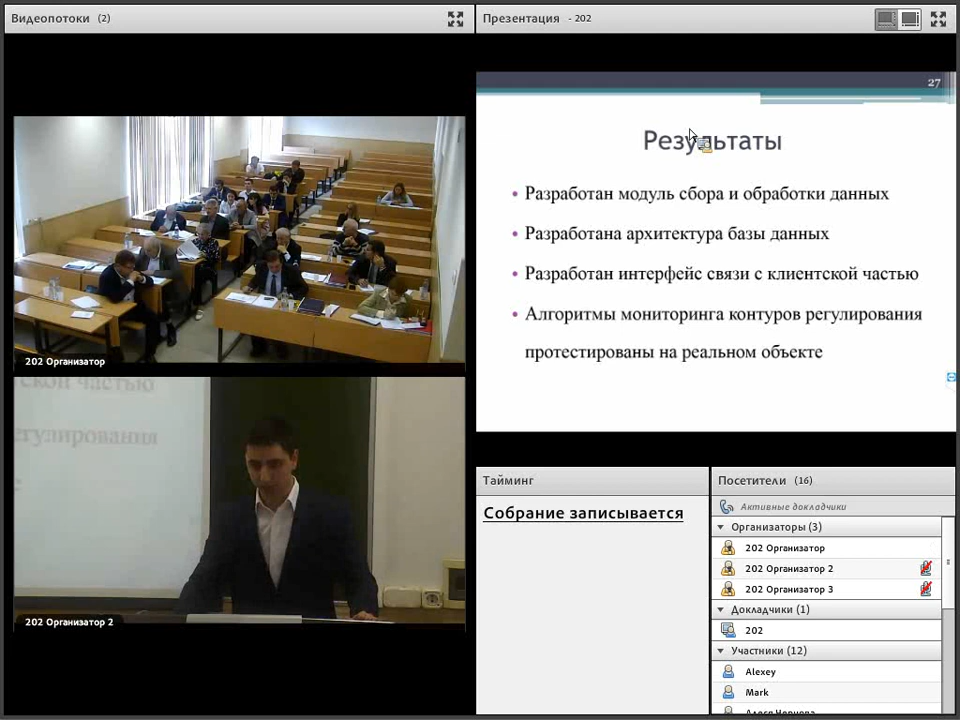 Видеопотоки (2)
Презентация - 202
27
Результаты
• Разработан модуль сбора и обработки данных
• Разработана архитектура базы данных
• Разработан интерфейс связи с клиентской частью
• Алгоритмы мониторинга контуров регулирования
протестированы на реальном объекте
202 Организатор
ской частью
егулирования
202 Организатор 2
Тайминг
Собрание записывается
Посетители (16)
Активные докладчики
Организаторы (3)
202 Организатор
202 Организатор 2
202 Организатор 3
Докладчики (1)
202
Участники (12)
Alexey
Mark